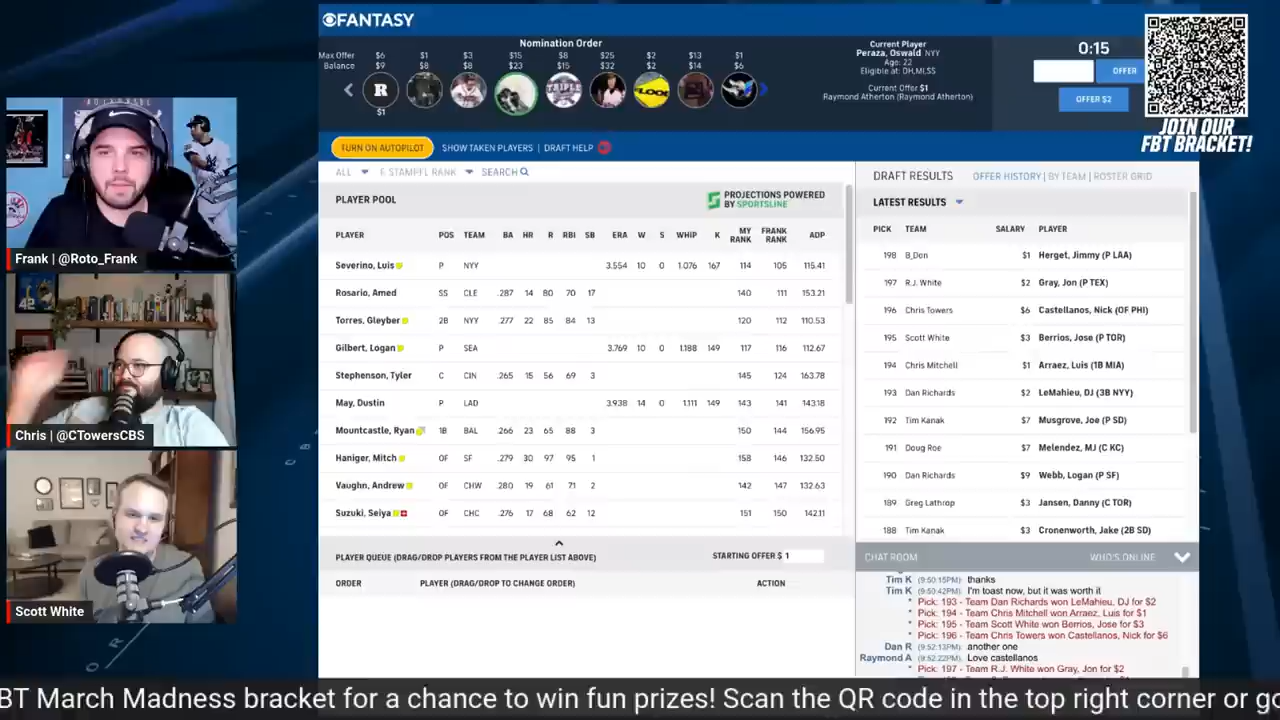 FANTASY
Nomination Order
Max Offer $6 $1 $3 $15 $8 $25 $2 $13 $1
Balance $9 $8 $8 $23 $15 $32 $2 $14 $6
R
TRIPLE
LOOK
$1
Current Player
Peraza, Oswald NYY
Age: 22
Eligible at: DH,MI,SS
Current Offer $1
Raymond Atherton (Raymond Atherton)
0:15
OFFER
OFFER $2
JOIN OUR
FBT BRACKET!
TURN ON AUTOPILOT
SHOW TAKEN PLAYERS | DRAFT HELP
ALL F. STAMPFL RANK SEARCH
PLAYER POOL
PROJECTIONS POWERED
BY SPORTSLINE
PLAYER POS TEAM BA HR R RBI SB ERA W S WHIP K MY RANK FRANK RANK ADP
Severino, Luis P NYY 3.554 10 0 1.076 167 114 105 115.41
Rosario, Amed SS CLE .287 14 80 70 17 140 111 153.21
Torres, Gleyber 2B NYY .277 22 85 84 13 120 112 110.53
Gilbert, Logan P SEA 3.769 10 0 1.188 149 117 116 112.67
Stephenson, Tyler C CIN .265 15 56 69 3 145 124 163.78
May, Dustin P LAD 3.938 14 0 1.111 149 143 141 143.18
Mountcastle, Ryan 1B BAL .266 23 65 88 3 150 144 156.95
Haniger, Mitch OF SF .279 30 97 95 1 158 146 132.50
Vaughn, Andrew OF CHW .280 19 61 71 2 142 147 132.63
Suzuki, Seiya OF CHC .276 17 68 62 12 151 150 142.11
PLAYER QUEUE (DRAG/DROP PLAYERS FROM THE PLAYER LIST ABOVE)
STARTING OFFER $ 1
ORDER PLAYER (DRAG/DROP TO CHANGE ORDER) ACTION
DRAFT RESULTS
OFFER HISTORY | BY TEAM | ROSTER GRID
LATEST RESULTS
PICK TEAM SALARY PLAYER
198 B_Don $1 Herget, Jimmy (P LAA)
197 R.J. White $2 Gray, Jon (P TEX)
196 Chris Towers $6 Castellanos, Nick (OF PHI)
195 Scott White $3 Berrios, Jose (P TOR)
194 Chris Mitchell $1 Arraez, Luis (1B MIA)
193 Dan Richards $2 LeMahieu, DJ (3B NYY)
192 Tim Kanak $7 Musgrove, Joe (P SD)
191 Doug Roe $7 Melendez, MJ (C KC)
190 Dan Richards $9 Webb, Logan (P SF)
189 Greg Lathrop $3 Jansen, Danny (C TOR)
188 Tim Kanak $3 Cronenworth, Jake (2B SD)
CHAT ROOM
WHO'S ONLINE
Tim K (9:50:15PM): thanks
Tim K (9:50:42PM): I'm toast now, but it was worth it
* Pick: 193 - Team Dan Richards won LeMahieu, DJ for $2
* Pick: 194 - Team Chris Mitchell won Arraez, Luis for $1
* Pick: 195 - Team Scott White won Berrios, Jose for $3
* Pick: 196 - Team Chris Towers won Castellanos, Nick for $6
Dan R (9:52:13PM): another one
Raymond A (9:52:22PM): Love castellanos
* Pick: 197 - Team R.J. White won Gray, Jon for $2
Frank | @Roto_Frank
42
Chris | @CTowersCBS
Scott White
BT March Madness bracket for a chance to win fun prizes! Scan the QR code in the top right corner or go